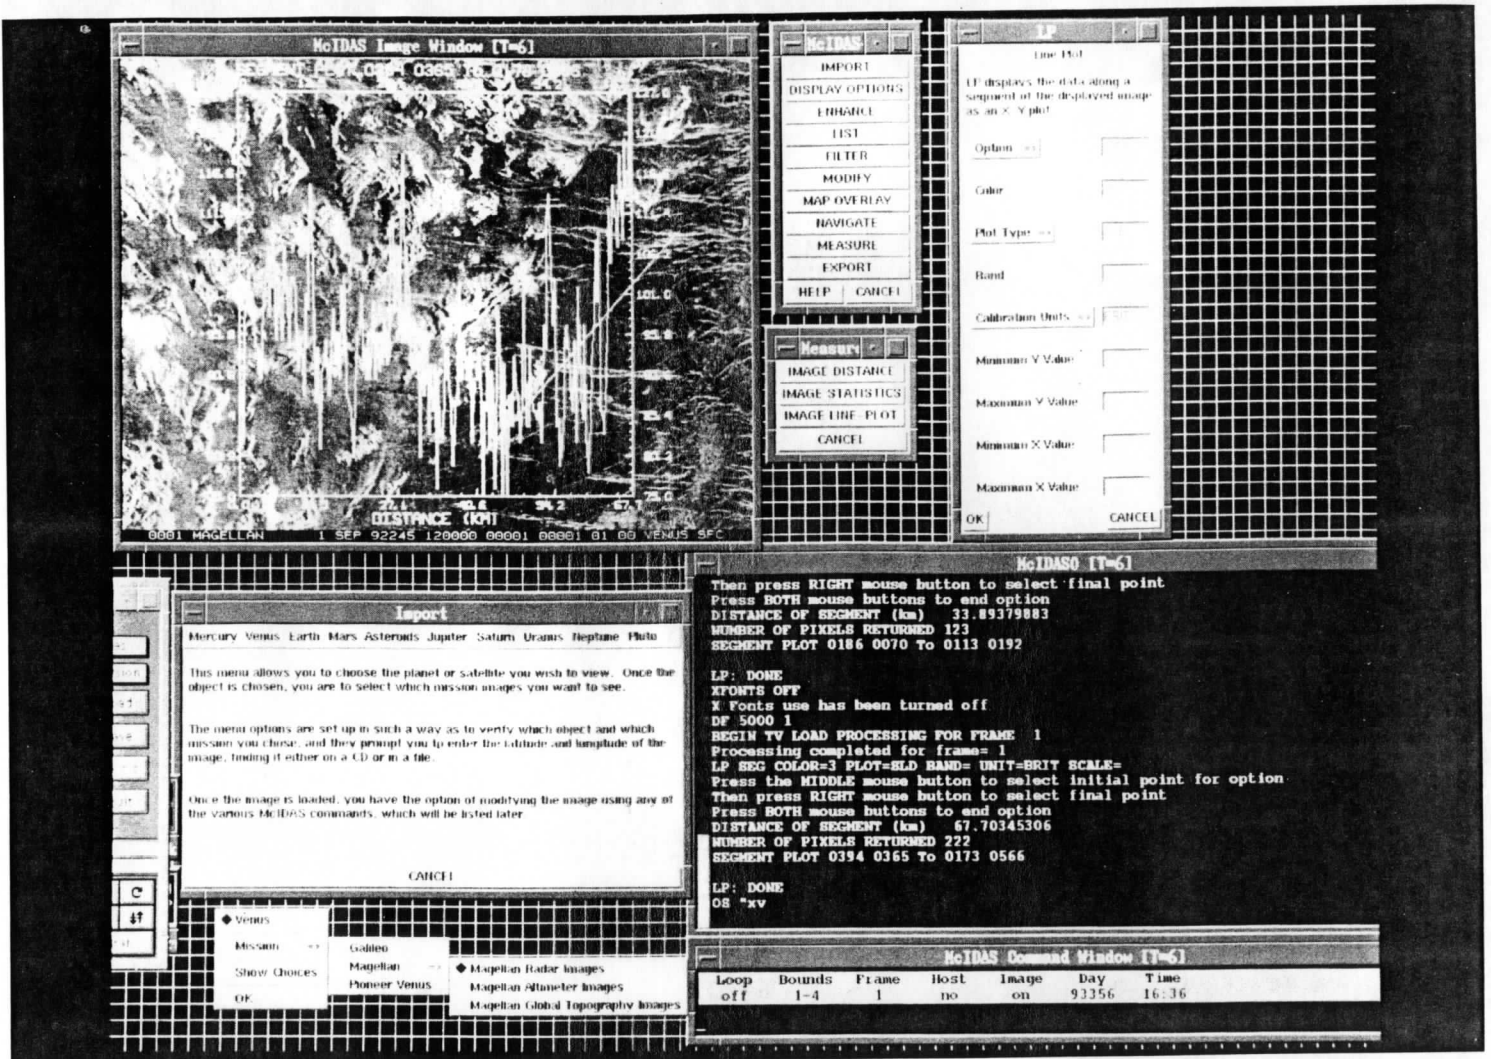 McIDAS Image Window [T=6]
116.8
101.0
75.0
27.1
54.2
DISTANCE (KM)
0001 MAGELLAN 1 SEP 92245 120000 00001 00001 01 00 VENUS SFC
McIDAS
IMPORT
DISPLAY OPTIONS
ENHANCE
LIST
FILTER
MODIFY
MAP OVERLAY
NAVIGATE
MEASURE
EXPORT
HELP CANCEL
Measure
IMAGE DISTANCE
IMAGE STATISTICS
IMAGE LINE-PLOT
CANCEL
LP
Line Plot
LP displays the data along a
segment of the displayed image
as an X-Y plot
Option
Color
Plot Type
Band
Calibration Units
Minimum Y Value
Maximum Y Value
Minimum X Value
Maximum X Value
OK CANCEL
Import
Mercury Venus Earth Mars Asteroids Jupiter Saturn Uranus Neptune Pluto
This menu allows you to choose the planet or satellite you wish to view. Once the
object is chosen, you are to select which mission images you want to see.
The menu options are set up in such a way as to verify which object and which
mission you chose, and they prompt you to enter the latitude and longitude of the
image, finding it either on a CD or in a file.
Once the image is loaded, you have the option of modifying the image using any of
the various McIDAS commands, which will be listed later
CANCEL
Venus
Mission
Show Choices
OK
Galileo
Magellan
Pioneer Venus
Magellan Radar Images
Magellan Altimeter Images
Magellan Global Topography Images
McIDASO [T=6]
Then press RIGHT mouse button to select final point
Press BOTH mouse buttons to end option
DISTANCE OF SEGMENT (km) 33.89379883
NUMBER OF PIXELS RETURNED 123
SEGMENT PLOT 0186 0070 To 0113 0192
LP: DONE
XFONTS OFF
X Fonts use has been turned off
DF 5000 1
BEGIN TV LOAD PROCESSING FOR FRAME 1
Processing completed for frame= 1
LP SEG COLOR=3 PLOT=SLD BAND= UNIT=BRIT SCALE=
Press the MIDDLE mouse button to select initial point for option
Then press RIGHT mouse button to select final point
Press BOTH mouse buttons to end option
DISTANCE OF SEGMENT (km) 67.70345306
NUMBER OF PIXELS RETURNED 222
SEGMENT PLOT 0394 0365 To 0173 0566
LP: DONE
OS "xv
McIDAS Command Window [T=6]
Loop Bounds Frame Host Image Day Time
off 1-4 1 no on 93356 16:36